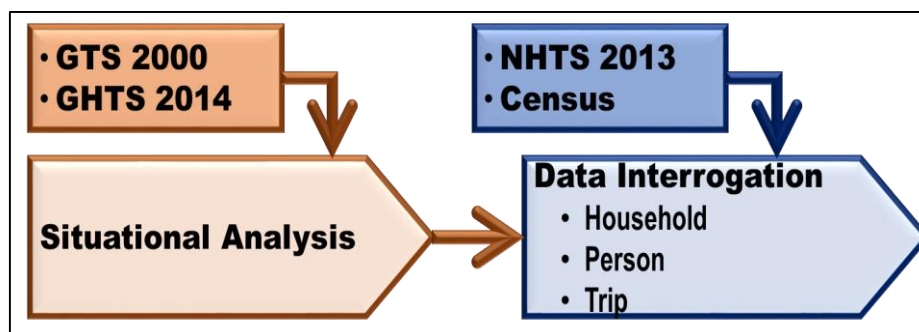 • GTS 2000
• GHTS 2014
• NHTS 2013
• Census
Situational Analysis
Data Interrogation
• Household
• Person
• Trip